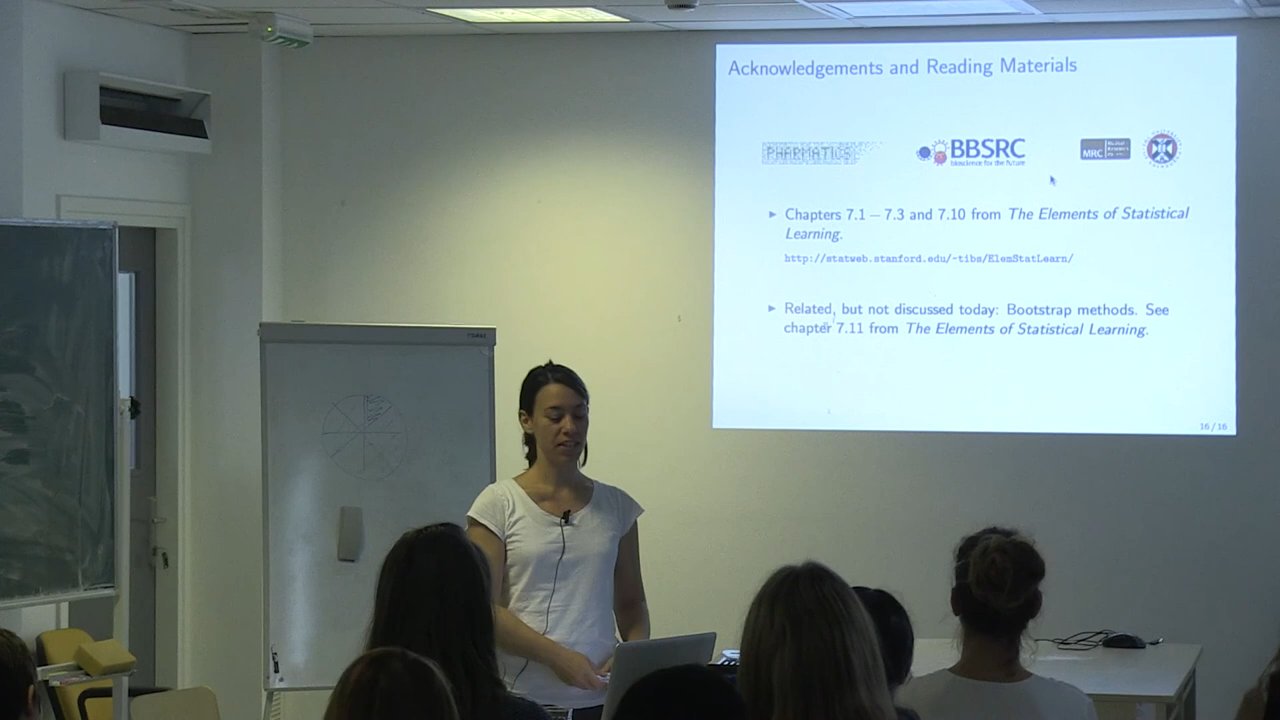 Acknowledgements and Reading Materials
PHARMATICS
BBSRC
bioscience for the future
MRC
▶ Chapters 7.1 – 7.3 and 7.10 from The Elements of Statistical
Learning.
http://statweb.stanford.edu/~tibs/ElemStatLearn/
▶ Related, but not discussed today: Bootstrap methods. See
chapter 7.11 from The Elements of Statistical Learning.
16 / 16